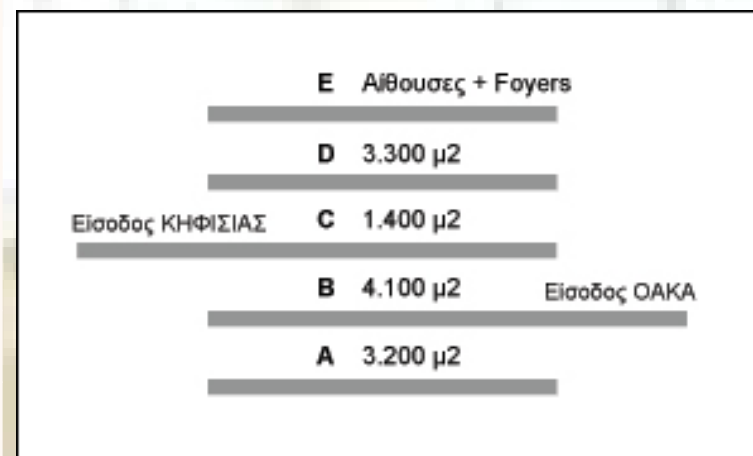 E Αίθουσες + Foyers
D 3.300 μ2
Είσοδος ΚΗΦΙΣΙΑΣ C 1.400 μ2
B 4.100 μ2 Είσοδος ΟΑΚΑ
A 3.200 μ2